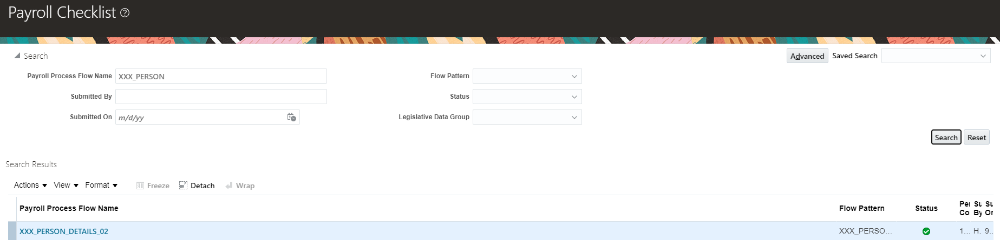 Payroll Checklist ?
Search
Advanced Saved Search
Payroll Process Flow Name XXX_PERSON Flow Pattern
Submitted By Status
Submitted On m/d/yy Legislative Data Group
Search Reset
Search Results
Actions View Format Freeze Detach Wrap
Payroll Process Flow Name Flow Pattern Status Per Su Su
Co By Or
XXX_PERSON_DETAILS_02 XXX_PERSO... 1... H. 9..